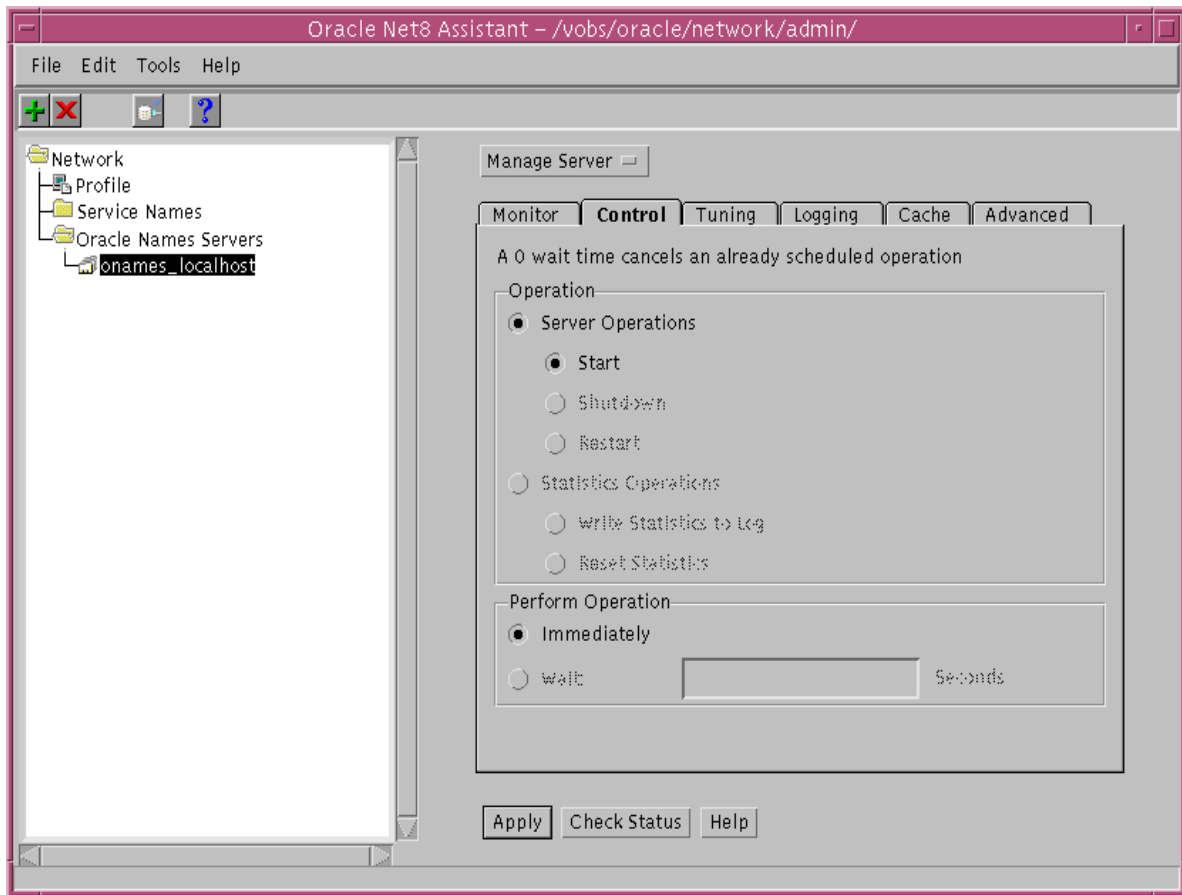 Oracle Net8 Assistant – /vobs/oracle/network/admin/
File Edit Tools Help
Network
Profile
Service Names
Oracle Names Servers
onames_localhost
Manage Server
Monitor Control Tuning Logging Cache Advanced
A 0 wait time cancels an already scheduled operation
Operation
Server Operations
Start
Shutdown
Restart
Statistics Operations
Write Statistics to Log
Reset Statistics
Perform Operation
Immediately
Wait: Seconds
Apply Check Status Help